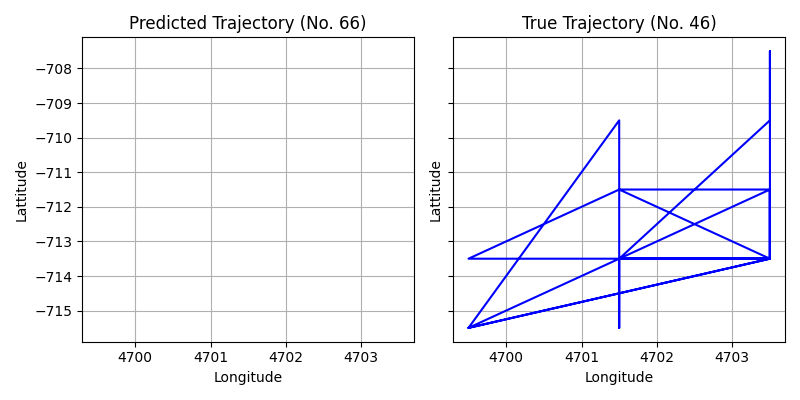 Predicted Trajectory (No. 66)
True Trajectory (No. 46)
−708
−709
−710
−711
−712
−713
−714
−715
Lattitude
Lattitude
4700
4701
4702
4703
4700
4701
4702
4703
Longitude
Longitude